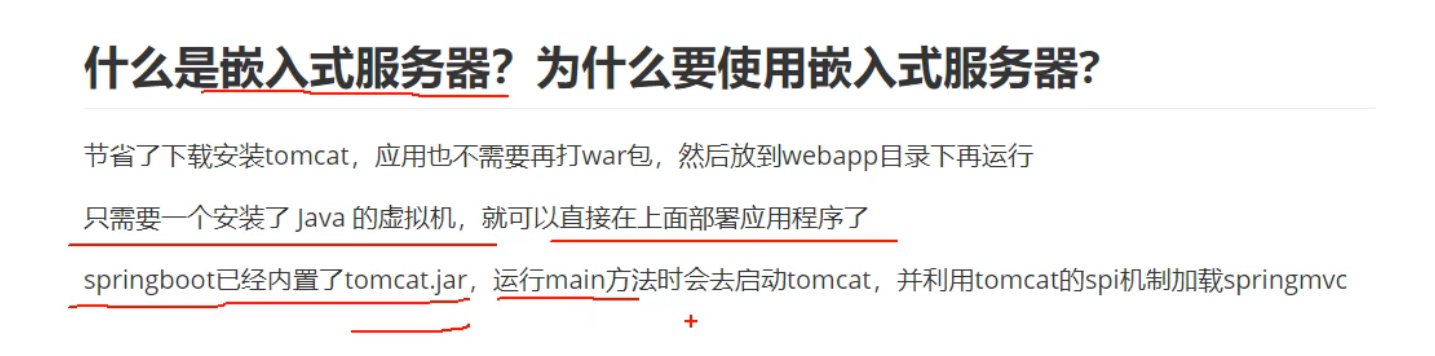 什么是嵌入式服务器？为什么要使用嵌入式服务器?
节省了下载安装tomcat，应用也不需要再打war包，然后放到webapp目录下再运行
只需要一个安装了 Java 的虚拟机，就可以直接在上面部署应用程序了
springboot已经内置了tomcat.jar，运行main方法时会去启动tomcat，并利用tomcat的spi机制加载springmvc